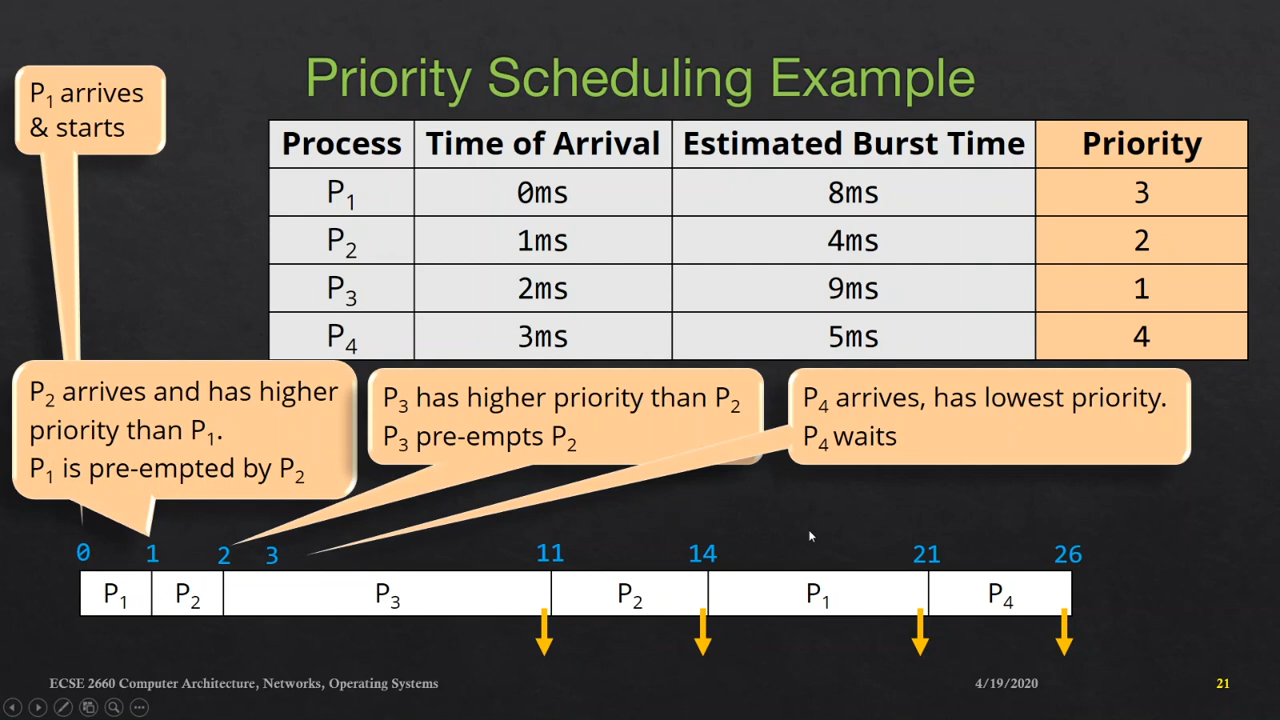 Priority Scheduling Example
P₁ arrives
& starts
Process Time of Arrival Estimated Burst Time Priority
P₁ 0ms 8ms 3
P₂ 1ms 4ms 2
P₃ 2ms 9ms 1
P₄ 3ms 5ms 4
P₂ arrives and has higher
priority than P₁.
P₁ is pre-empted by P₂
P₃ has higher priority than P₂
P₃ pre-empts P₂
P₄ arrives, has lowest priority.
P₄ waits
0 1 2 3 11 14 21 26
P₁ P₂ P₃ P₂ P₁ P₄
ECSE 2660 Computer Architecture, Networks, Operating Systems 4/19/2020 21